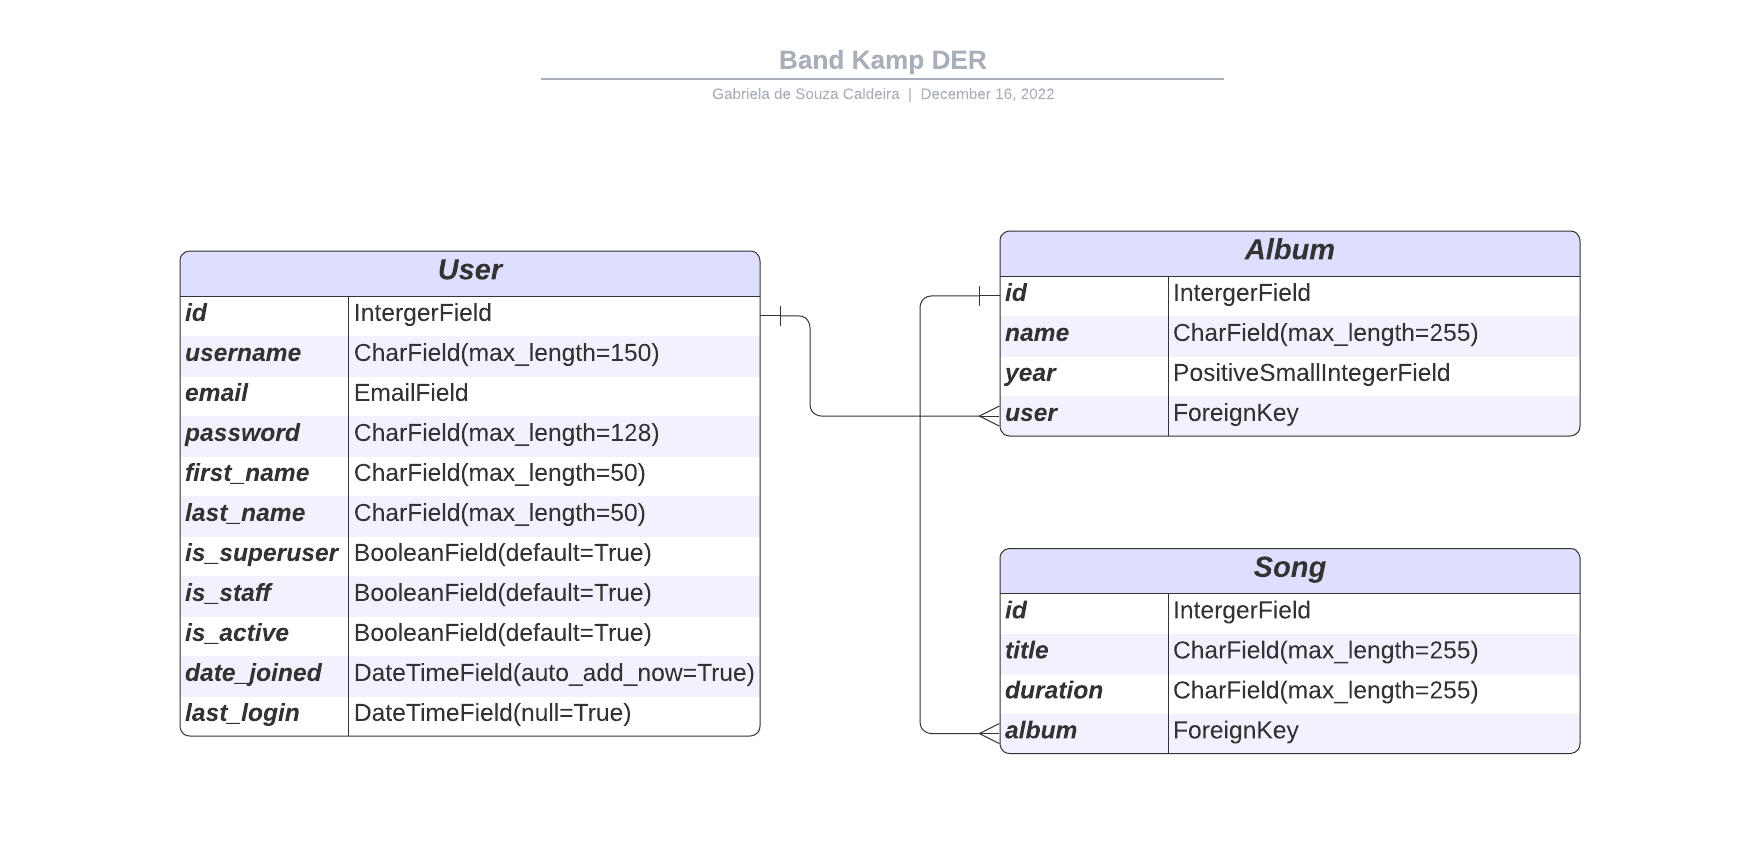 Band Kamp DER
Gabriela de Souza Caldeira | December 16, 2022
User
id IntergerField
username CharField(max_length=150)
email EmailField
password CharField(max_length=128)
first_name CharField(max_length=50)
last_name CharField(max_length=50)
is_superuser BooleanField(default=True)
is_staff BooleanField(default=True)
is_active BooleanField(default=True)
date_joined DateTimeField(auto_add_now=True)
last_login DateTimeField(null=True)
Album
id IntergerField
name CharField(max_length=255)
year PositiveSmallIntegerField
user ForeignKey
Song
id IntergerField
title CharField(max_length=255)
duration CharField(max_length=255)
album ForeignKey